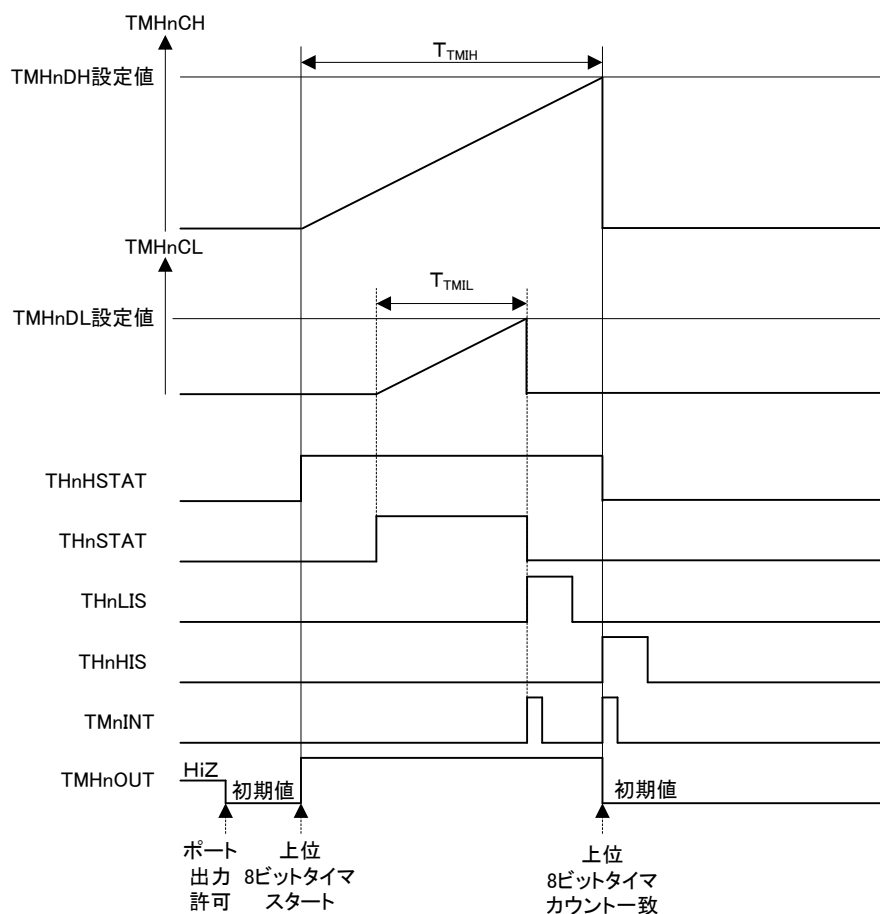 TMHnCH
TTMIH
TMHnDH設定値
TMHnCL
TTMIL
TMHnDL設定値
THnHSTAT
THnSTAT
THnLIS
THnHIS
TMnINT
TMHnOUT
HiZ
初期値
初期値
ポート
出力
許可
上位
8ビットタイマ
スタート
上位
8ビットタイマ
カウント一致